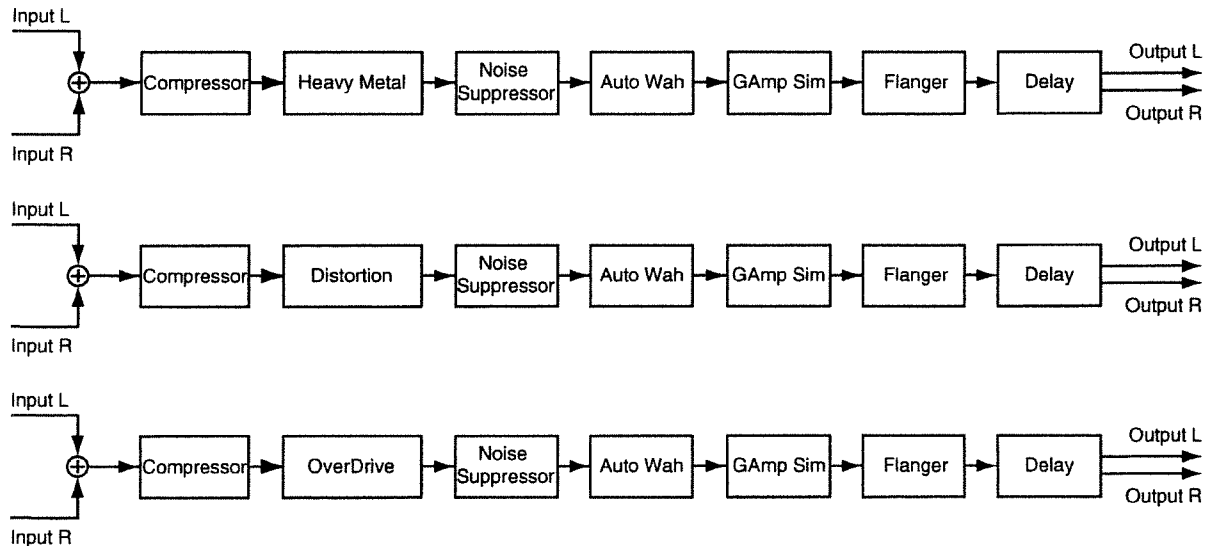 Input L
Compressor
Heavy Metal
Noise
Suppressor
Auto Wah
GAmp Sim
Flanger
Delay
Output L
Output R
Input R
Input L
Compressor
Distortion
Noise
Suppressor
Auto Wah
GAmp Sim
Flanger
Delay
Output L
Output R
Input R
Input L
Compressor
OverDrive
Noise
Suppressor
Auto Wah
GAmp Sim
Flanger
Delay
Output L
Output R
Input R